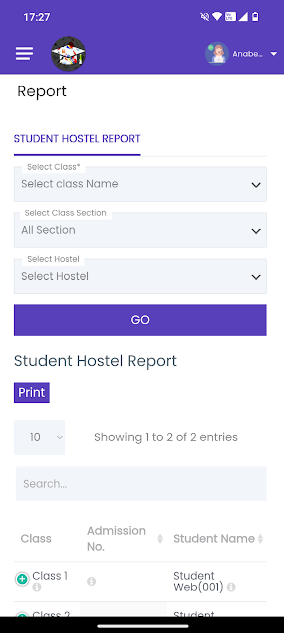 17:27
Anabe...
Report
STUDENT HOSTEL REPORT
Select Class*
Select class Name
Select Class Section
All Section
Select Hostel
Select Hostel
GO
Student Hostel Report
Print
10
Showing 1 to 2 of 2 entries
Search...
Class
Admission
No.
Student Name
Class 1
Student
Web(001)
Class 2
Student